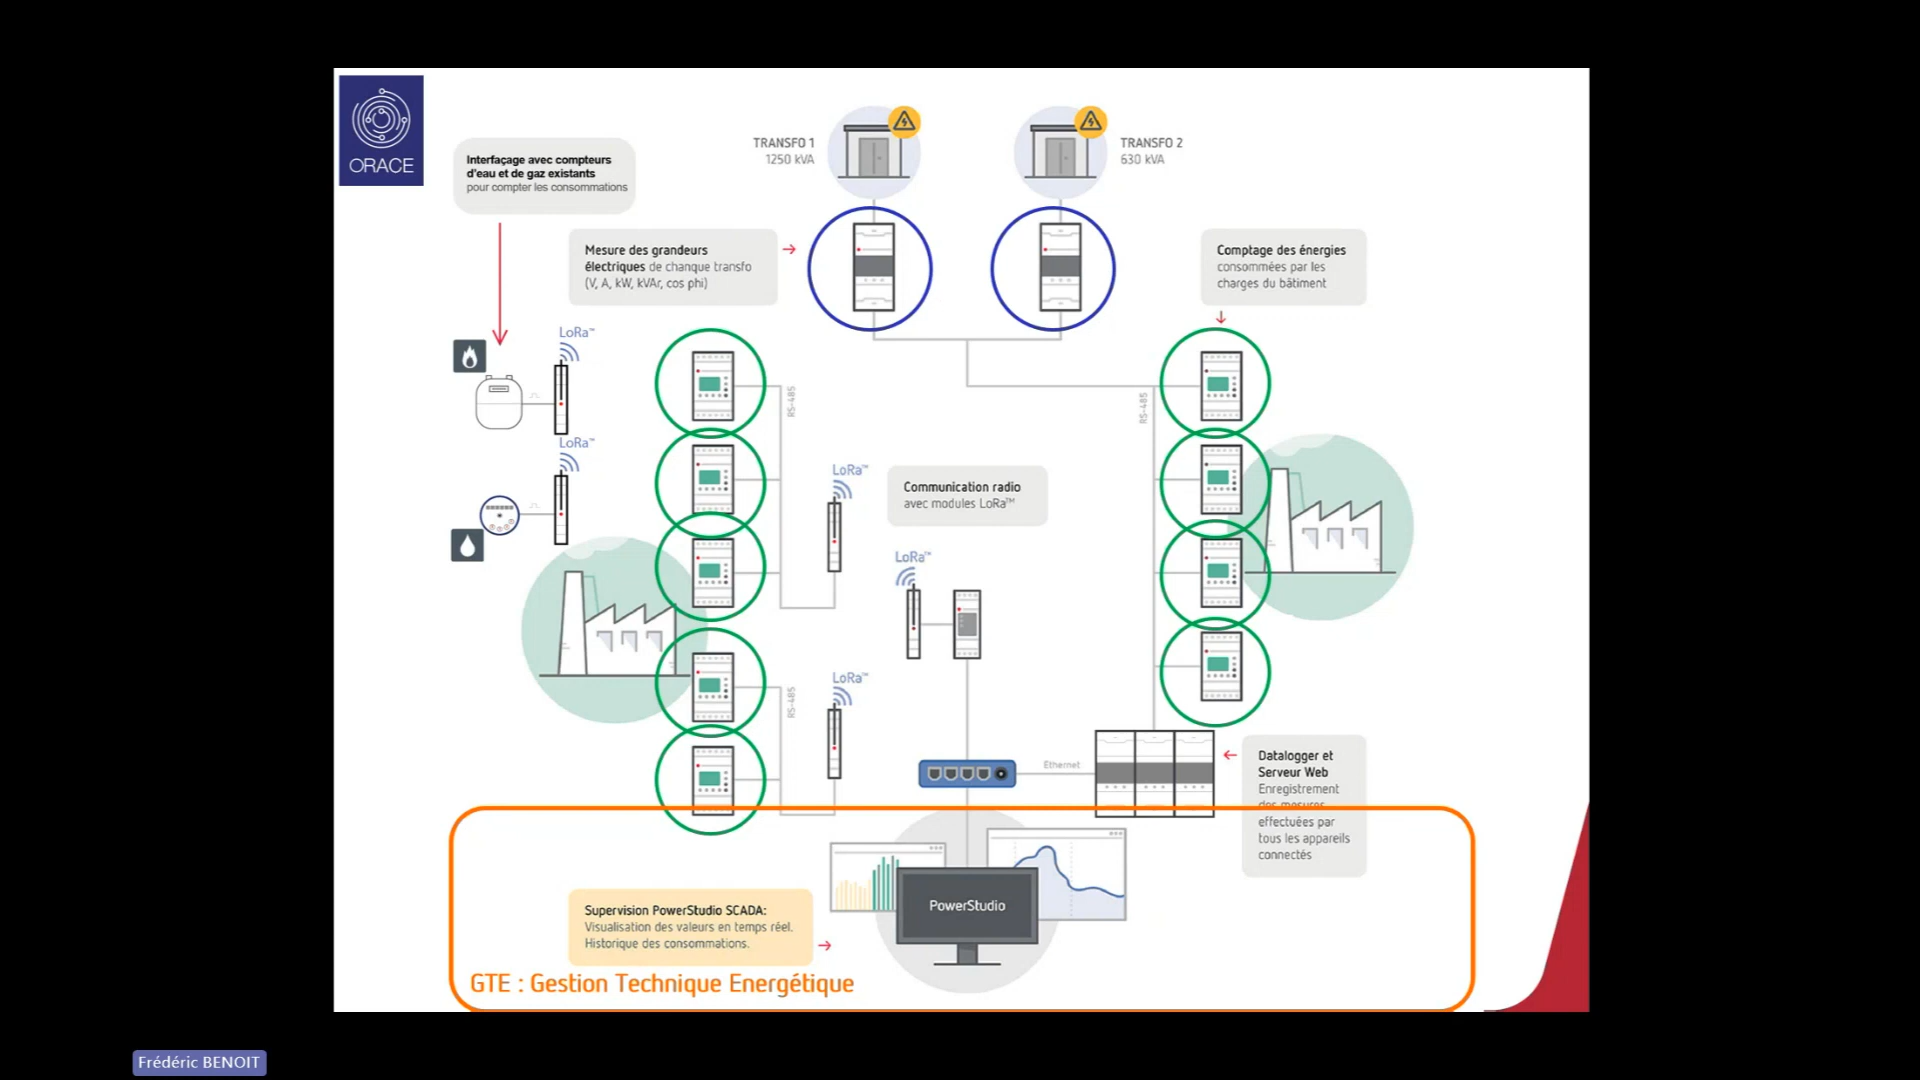 ORACE
Interfaçage avec compteurs
d'eau et de gaz existants
pour compter les consommations
TRANSFO 1
1250 kVA
TRANSFO 2
630 kVA
Mesure des grandeurs
électriques de chanque transfo
(V, A, kW, kVAr, cos phi)
Comptage des énergies
consommées par les
charges du bâtiment
LoRa™
LoRa™
RS-485
RS-485
LoRa™
Communication radio
avec modules LoRa™
LoRa™
LoRa™
RS-485
Ethernet
Datalogger et
Serveur Web
Enregistrement
des mesures
effectuées par
tous les appareils
connectés
PowerStudio
Supervision PowerStudio SCADA:
Visualisation des valeurs en temps réel.
Historique des consommations.
GTE : Gestion Technique Energétique
Frédéric BENOIT